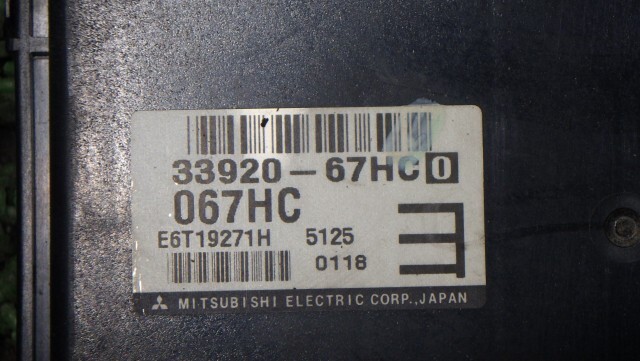 33920-67HC0
067HC
E6T19271H 5125
0118
MITSUBISHI ELECTRIC CORP., JAPAN